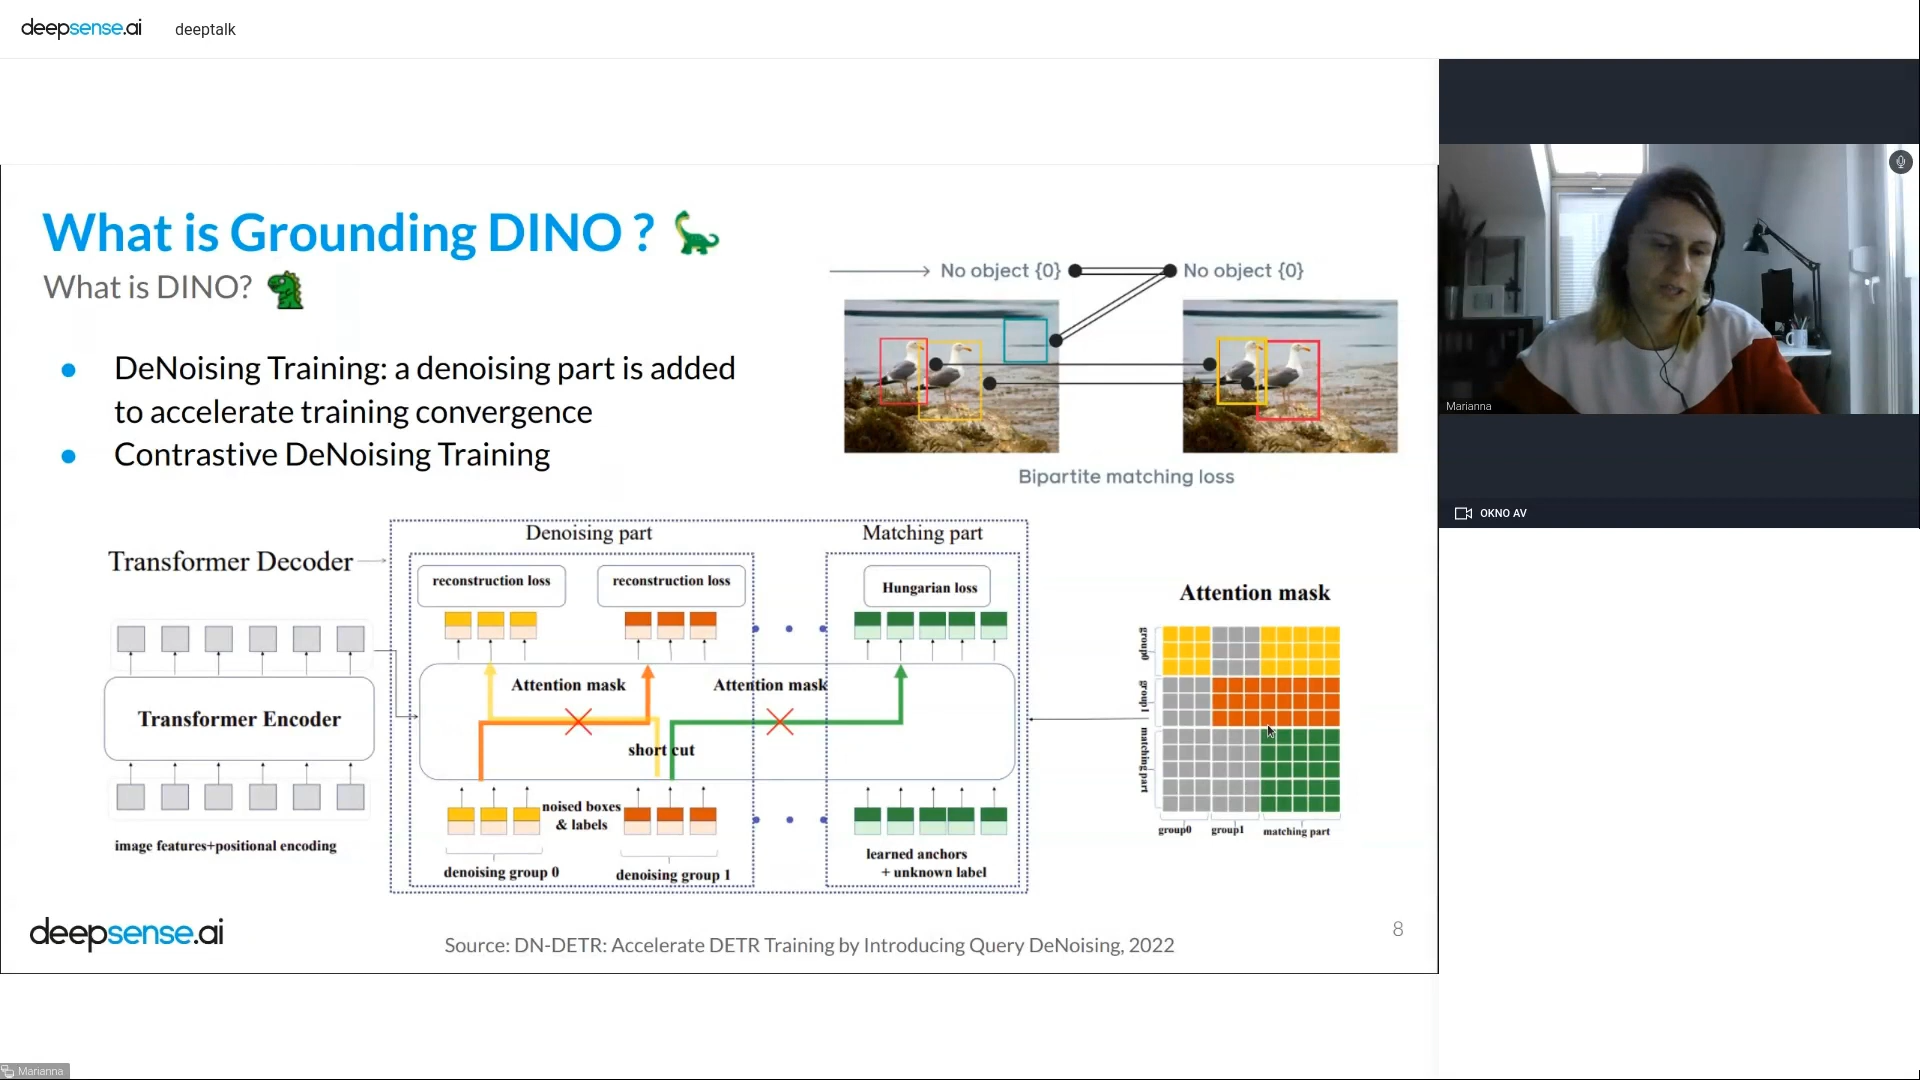 deepsense.ai
deeptalk
What is Grounding DINO ?
What is DINO?
DeNoising Training: a denoising part is added
to accelerate training convergence
Contrastive DeNoising Training
No object {0}
No object {0}
Bipartite matching loss
Denoising part
Matching part
Transformer Decoder
reconstruction loss
reconstruction loss
Hungarian loss
Attention mask
Attention mask
short cut
Transformer Encoder
noised boxes
& labels
image features+positional encoding
denoising group 0
denoising group 1
learned anchors
+ unknown label
Attention mask
group0
group1
matching part
group0
group1
matching part
deepsense.ai
Source: DN-DETR: Accelerate DETR Training by Introducing Query DeNoising, 2022
8
Marianna
OKNO AV
Marianna